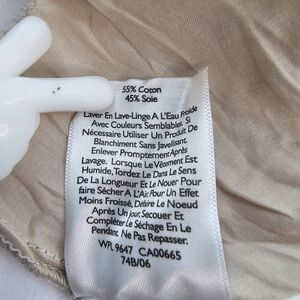 55% Coton
45% Soie
Laver En Lave-Linge A L'Eau Froide
Avec Couleurs Semblables. Si
Nécessaire Utiliser Un Produit De
Blanchiment Sans Javellisant.
Enlever Promptement Après
Lavage. Lorsque Le Vêtement Est
Humide, Tordez Le Dans Le Sens
De La Longueur Et Le Nouer Pour
faire Sécher A L'Air Pour Un Effet
Moins Froissé, Défaire Le Noeud
Après Un jour, Secouer Et
Compléter Le Séchage En Le
Pendant. Ne Pas Repasser.
WPL 9647 CA00665
74B/06